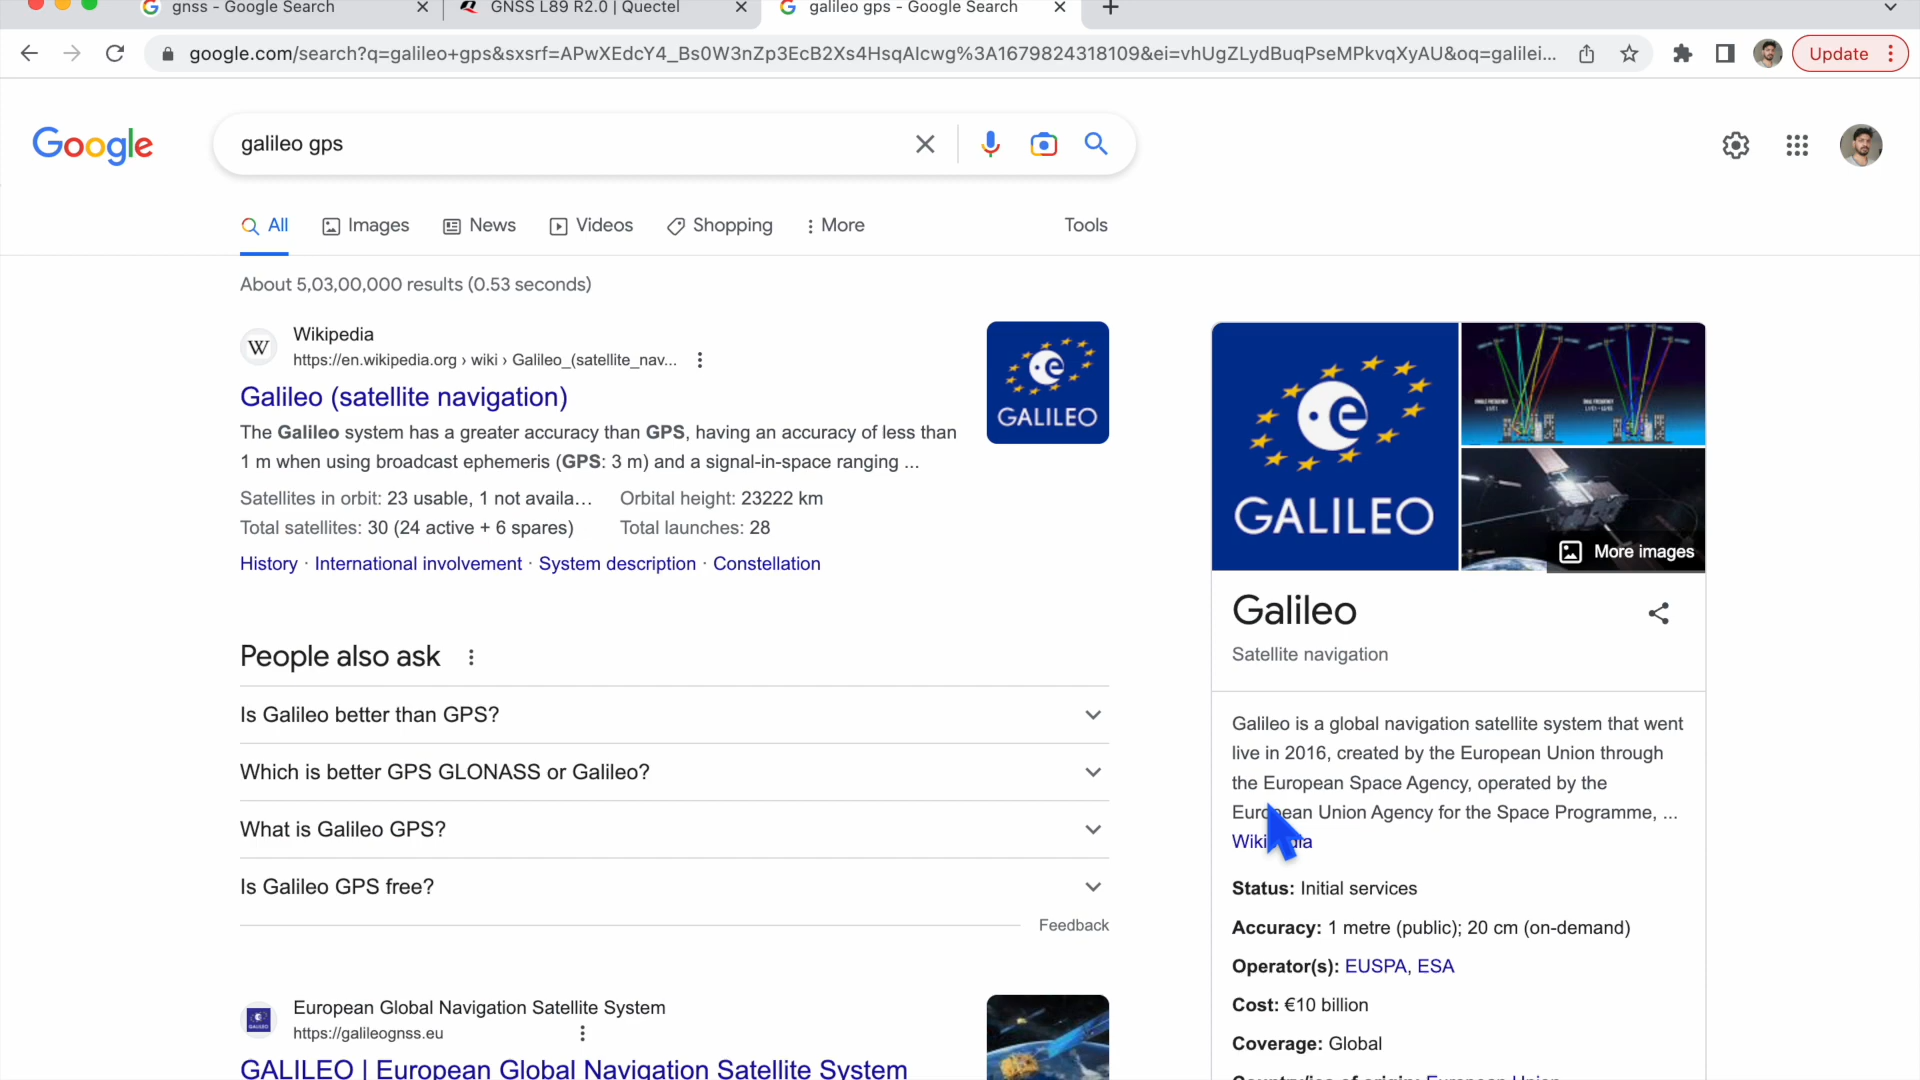 gnss - Google Search
GNSS L89 R2.0 | Quectel
galileo gps - Google Search
google.com/search?q=galileo+gps&sxsrf=APwXEdcY4_Bs0W3nZp3EcB2Xs4HsqAlcwg%3A1679824318109&ei=vhUgZLydBuqPseMPkvqXyAU&oq=galilei...
Update
Google
galileo gps
All
Images
News
Videos
Shopping
More
Tools
About 5,03,00,000 results (0.53 seconds)
W
Wikipedia
https://en.wikipedia.org › wiki › Galileo_(satellite_nav...
Galileo (satellite navigation)
The Galileo system has a greater accuracy than GPS, having an accuracy of less than
1 m when using broadcast ephemeris (GPS: 3 m) and a signal-in-space ranging ...
Satellites in orbit: 23 usable, 1 not availa... Orbital height: 23222 km
Total satellites: 30 (24 active + 6 spares) Total launches: 28
History · International involvement · System description · Constellation
GALILEO
People also ask
Is Galileo better than GPS?
Which is better GPS GLONASS or Galileo?
What is Galileo GPS?
Is Galileo GPS free?
Feedback
European Global Navigation Satellite System
https://galileognss.eu
GALILEO | European Global Navigation Satellite System
GALILEO
More images
Galileo
Satellite navigation
Galileo is a global navigation satellite system that went
live in 2016, created by the European Union through
the European Space Agency, operated by the
European Union Agency for the Space Programme, ...
Wikipedia
Status: Initial services
Accuracy: 1 metre (public); 20 cm (on-demand)
Operator(s): EUSPA, ESA
Cost: €10 billion
Coverage: Global